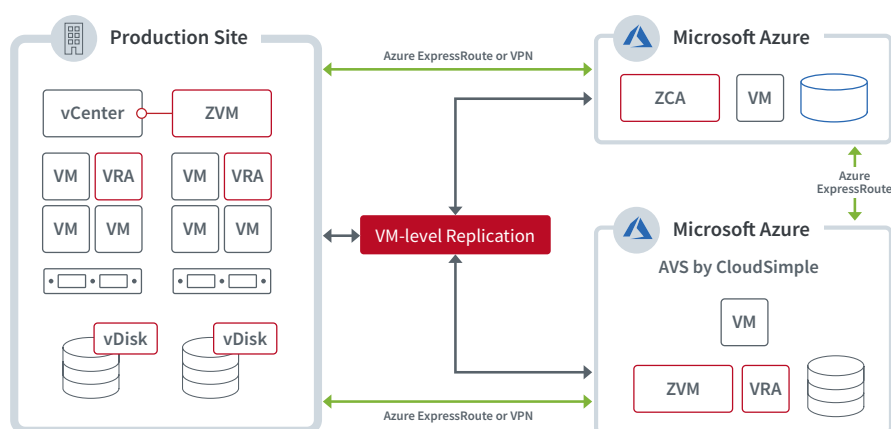 Production Site
vCenter
ZVM
VM
VRA
VM
VRA
VM
VM
VM
VM
vDisk
vDisk
Azure ExpressRoute or VPN
VM-level Replication
Azure ExpressRoute or VPN
Microsoft Azure
ZCA
VM
Azure
ExpressRoute
Microsoft Azure
AVS by CloudSimple
VM
ZVM
VRA